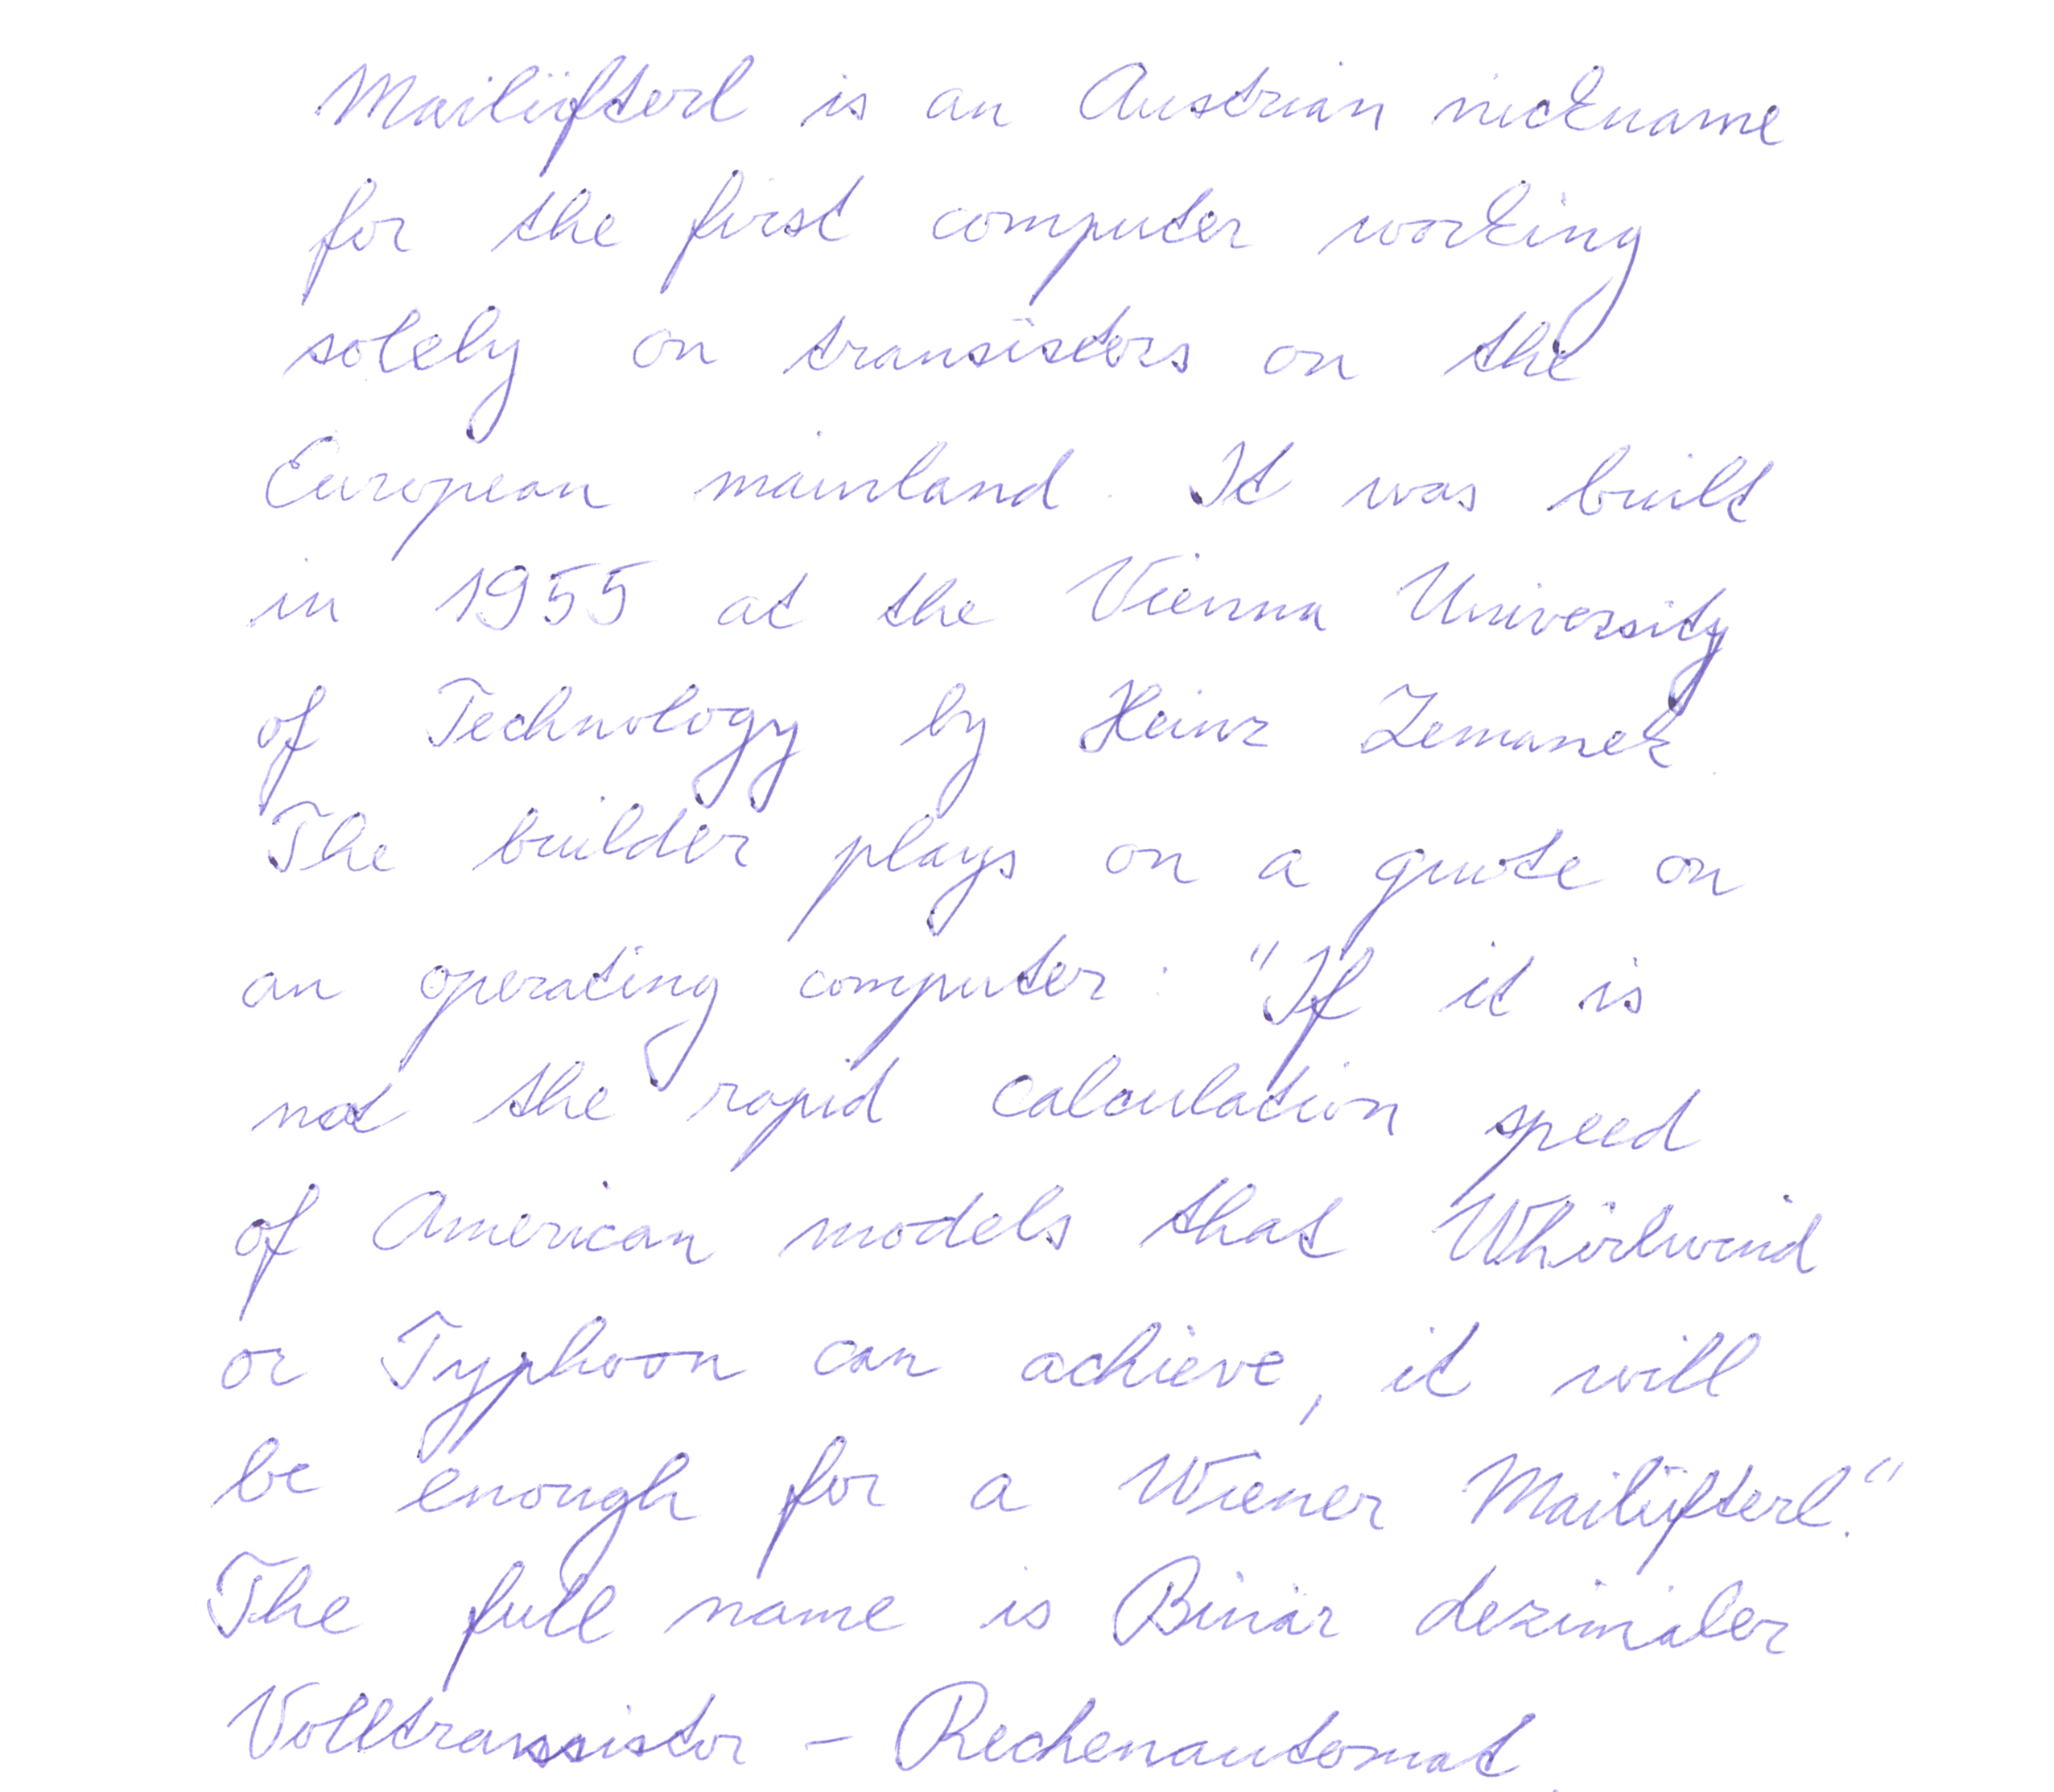 Mailüfterl is an Austrian nickname
for the first computer working
solely on transistors on the
European mainland. It was built
in 1955 at the Vienna University
of Technology by Heinz Zemanek.
The builder plays on a quote on
an operating computer: "If it is
not the rapid calculation speed
of American models that Whirlwind
or Typhoon can achieve, it will
be enough for a Wiener Mailüfterl."
The full name is Binär dezimaler
Volltransistor - Rechenautomat.